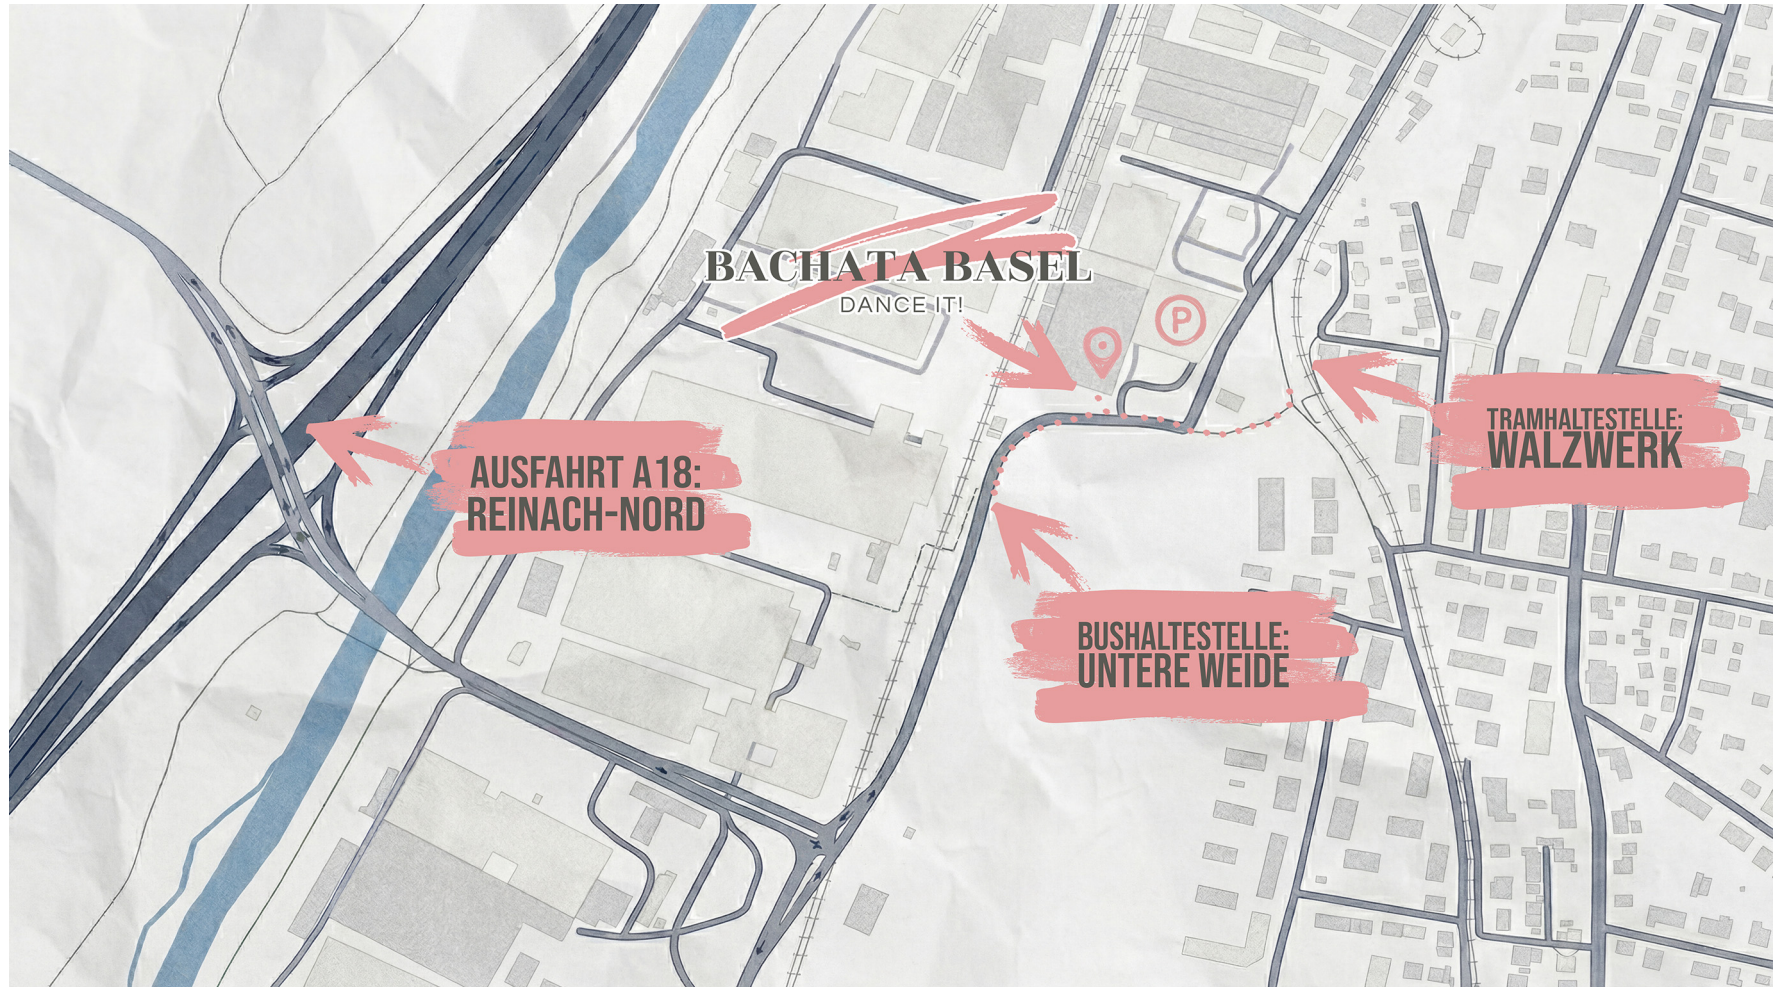 BACHATA BASEL
DANCE IT!
P
TRAMHALTESTELLE:
WALZWERK
AUSFAHRT A18:
REINACH-NORD
BUSHALTESTELLE:
UNTERE WEIDE